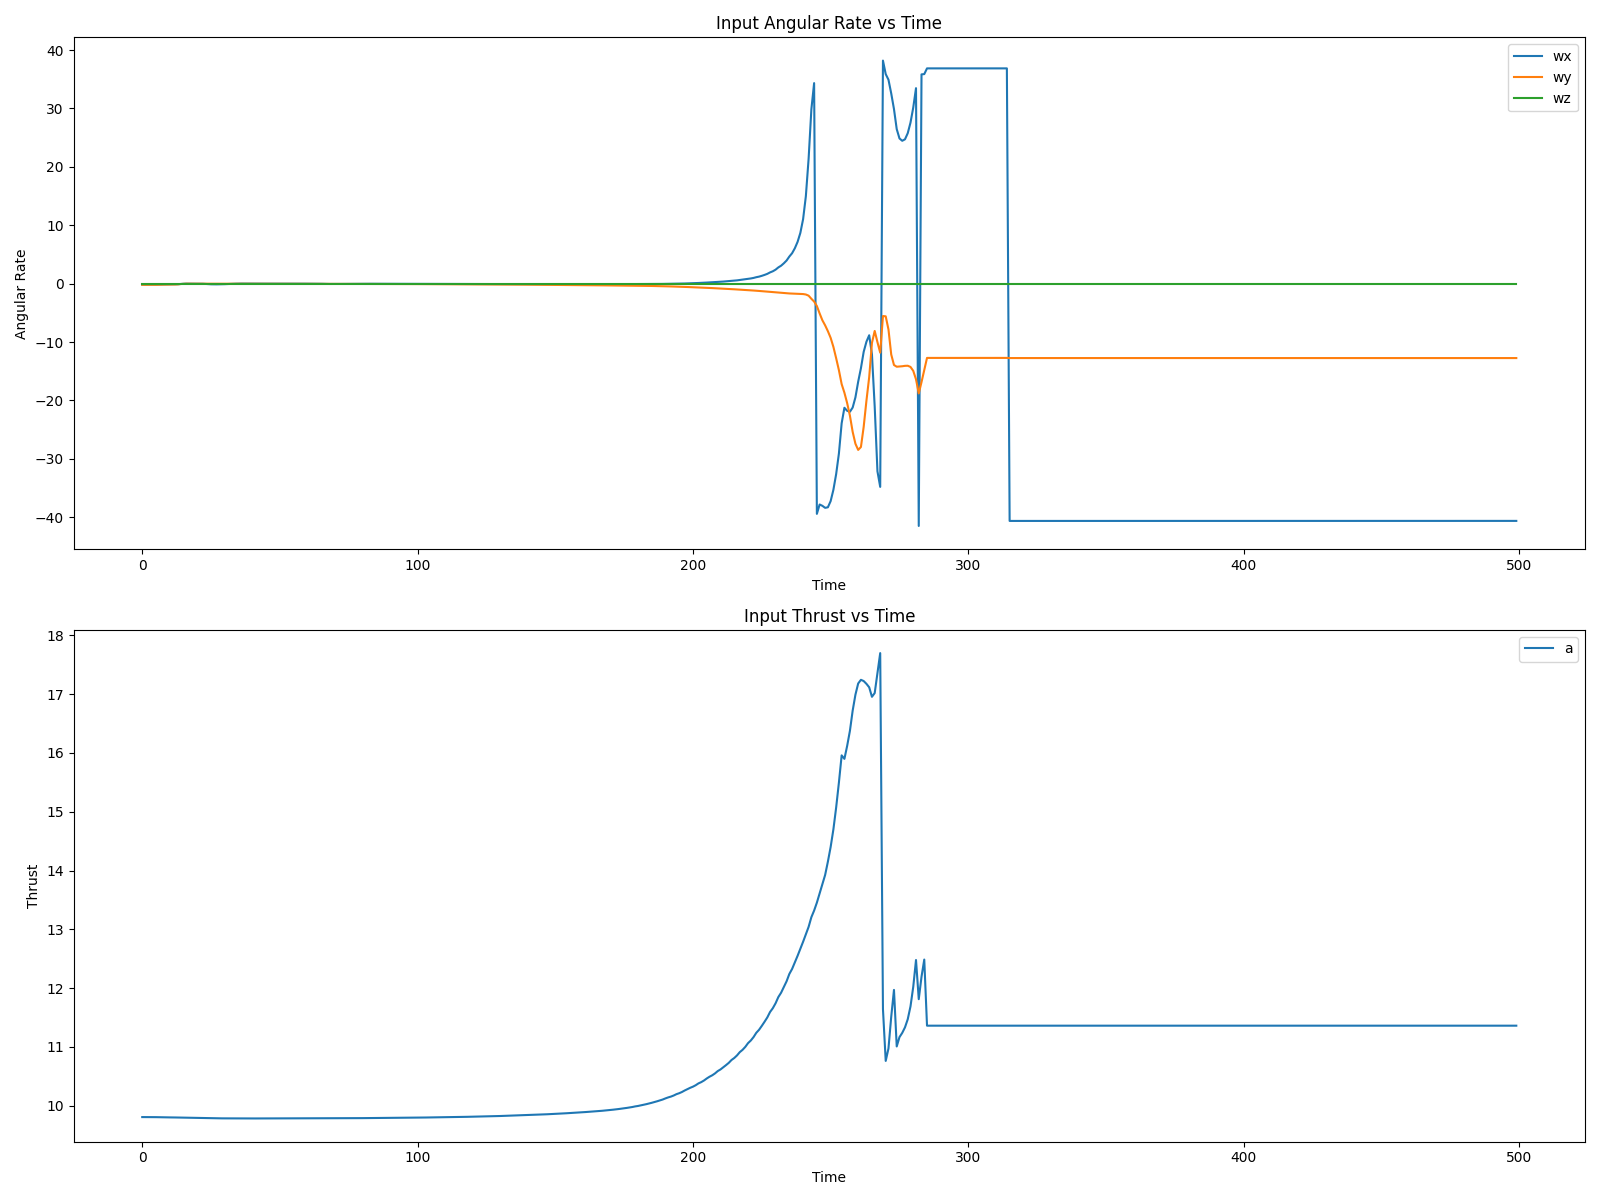 Input Angular Rate vs Time
Angular Rate
40
30
20
10
0
−10
−20
−30
−40
wx
wy
wz
0 100 200 300 400 500
Time
Input Thrust vs Time
Thrust
18
17
16
15
14
13
12
11
10
a
0 100 200 300 400 500
Time